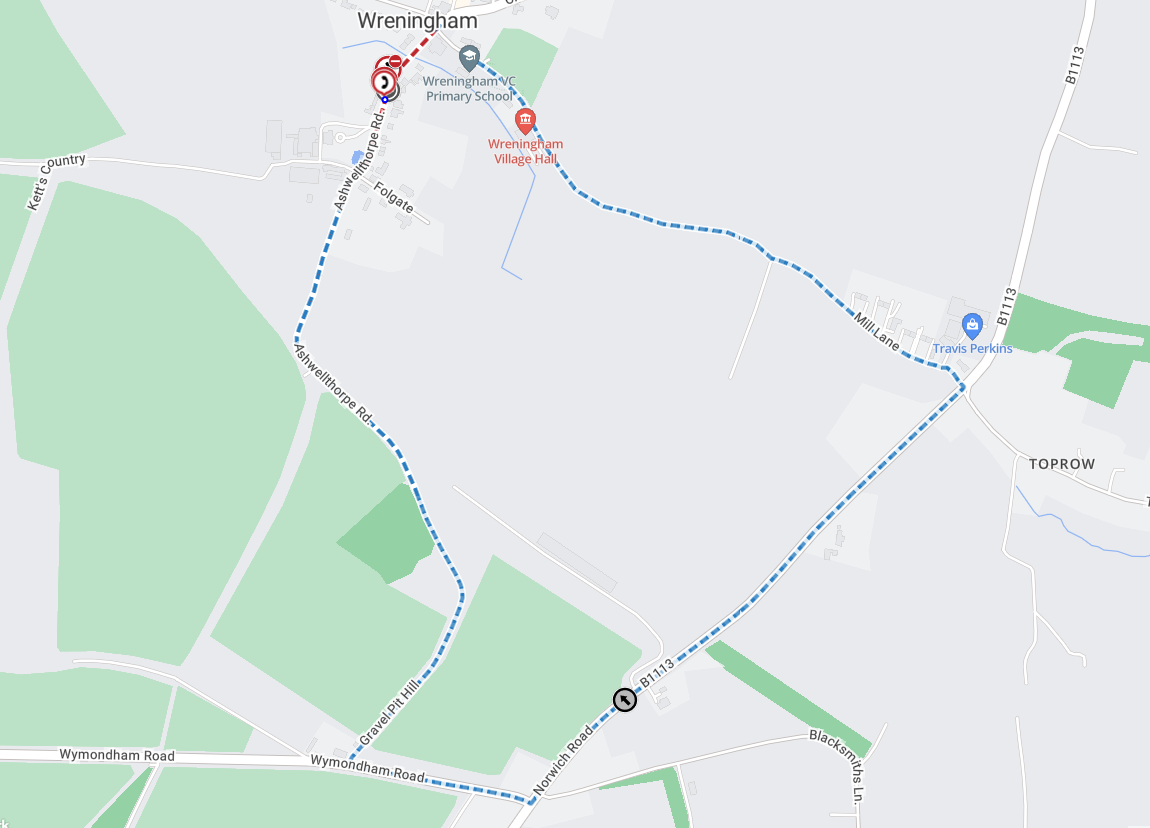 Wreningham
B1113
Wreningham VC
Primary School
Wreningham
Village Hall
Ashwellthorpe Rd.
Kett's Country
Folgate
B1113
Mill Lane
Travis Perkins
Ashwellthorpe Rd.
TOPROW
B1113
Gravel Pit Hill
Norwich Road
Wymondham Road
Wymondham Road
Blacksmiths Ln.